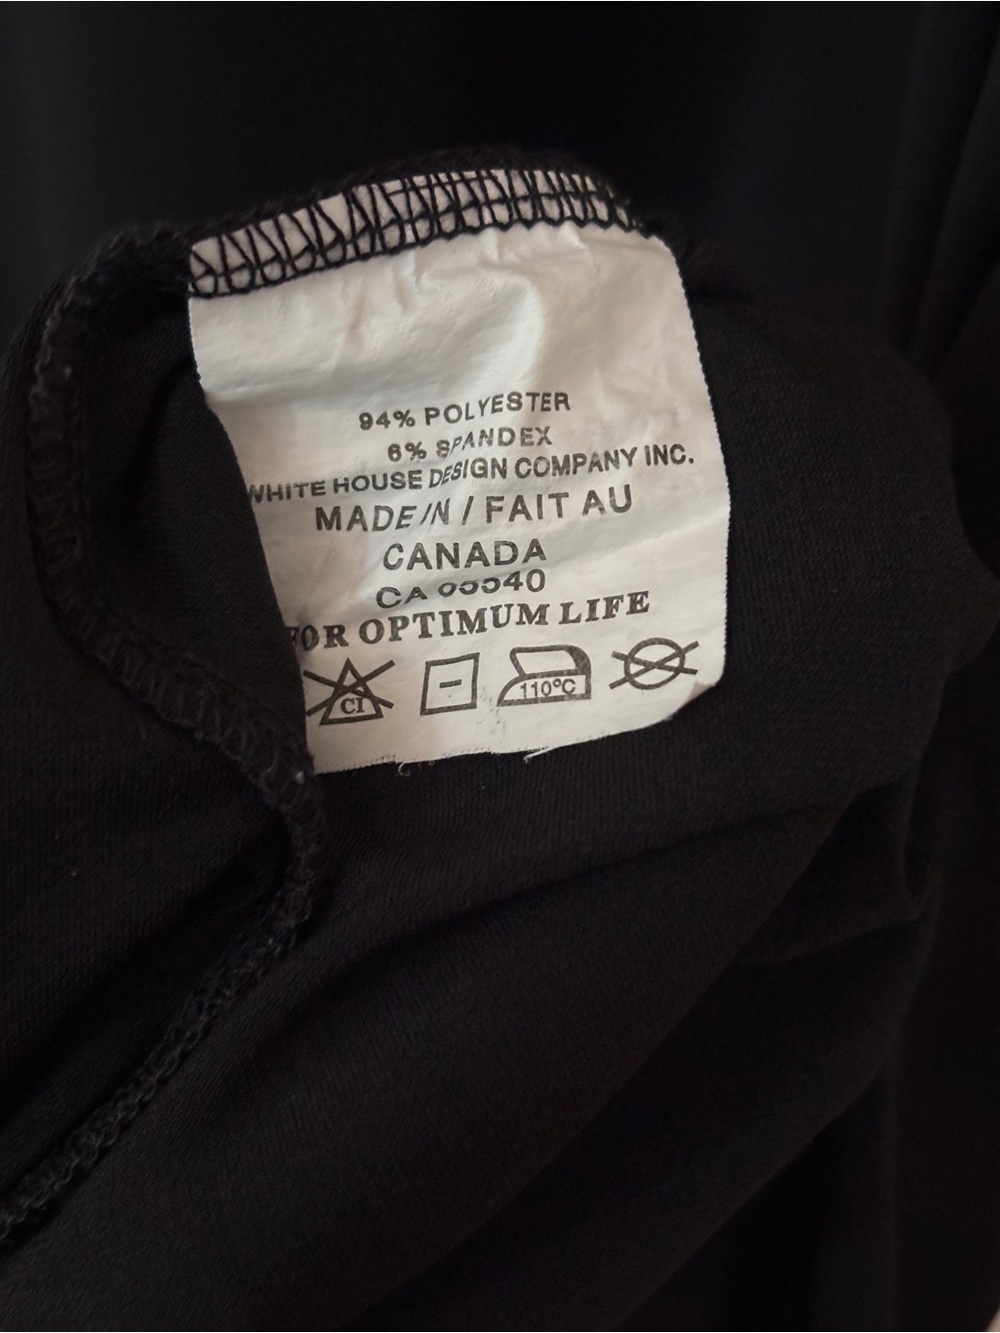 94% POLYESTER
6% SPANDEX
WHITE HOUSE DESIGN COMPANY INC.
MADE IN / FAIT AU
CANADA
CA
FOR OPTIMUM LIFE
CI
110°C